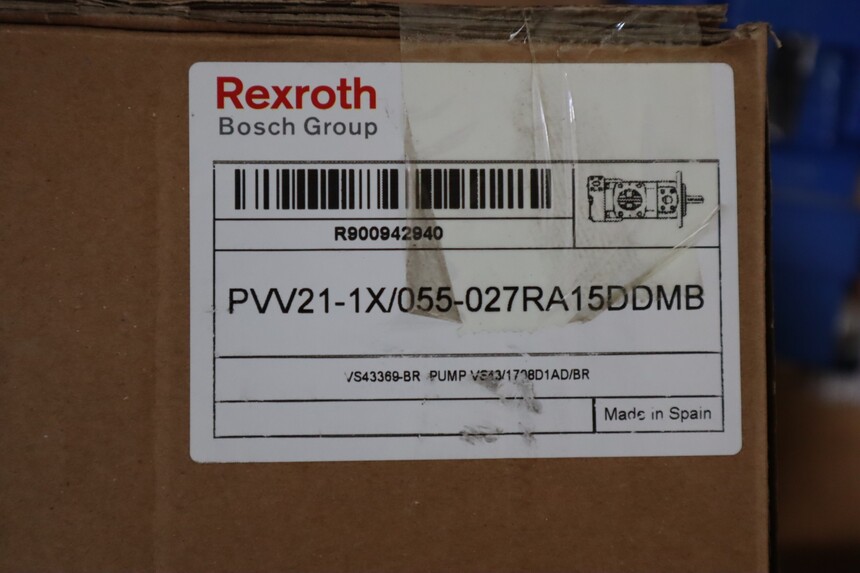 Rexroth
Bosch Group
R900942940
PVV21-1X/055-027RA15DDMB
VS43369-BR PUMP
Made in Spain